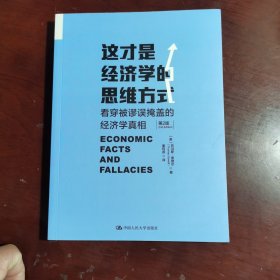 这才是
经济学的
思维方式
看穿被谬误掩盖的
经济学真相
第2版
ECONOMIC
FACTS
AND
FALLACIES
中国人民大学出版社